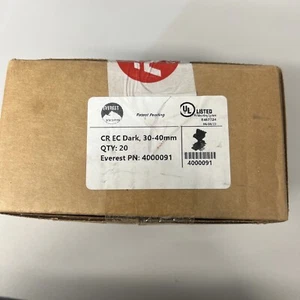 EVEREST
Patent Pending
UL LISTED
CR EC Dark, 30-40mm
QTY: 20
Everest PN: 4000091
4000091